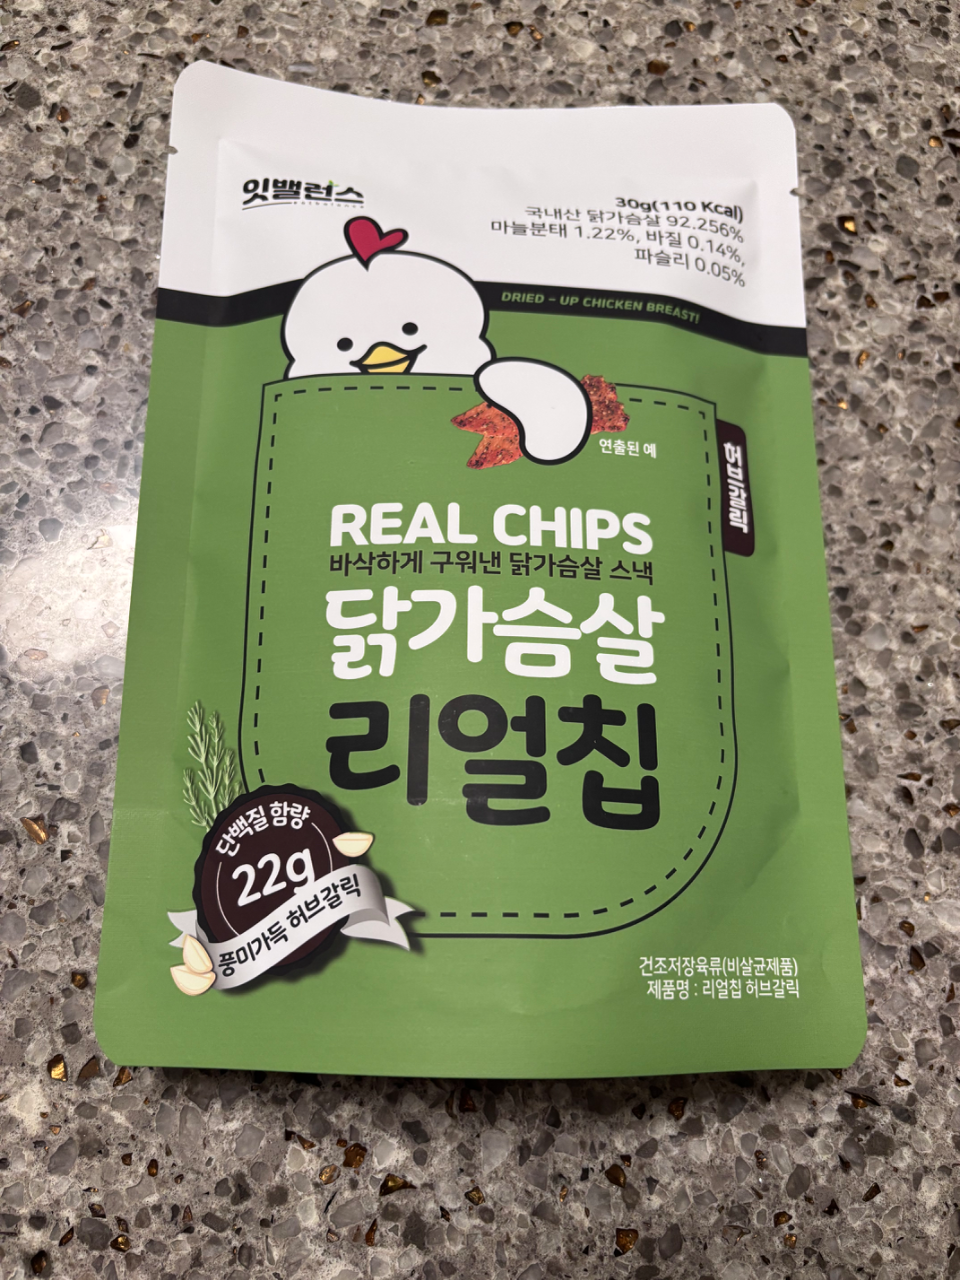 잇밸런스
30g(110 Kcal)
국내산 닭가슴살 92.256%
마늘분태 1.22%, 바질 0.14%,
파슬리 0.05%
DRIED - UP CHICKEN BREAST!
연출된 예
허브갈릭
REAL CHIPS
바삭하게 구워낸 닭가슴살 스낵
닭가슴살
리얼칩
단백질 함량
22g
풍미가득 허브갈릭
건조저장육류(비살균제품)
제품명 : 리얼칩 허브갈릭